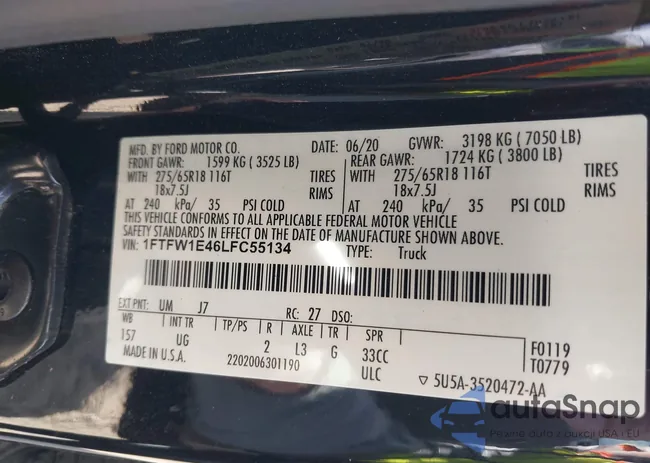 MFD. BY FORD MOTOR CO. DATE: 06/20 GVWR: 3198 KG ( 7050 LB)
FRONT GAWR: 1599 KG ( 3525 LB) REAR GAWR: 1724 KG ( 3800 LB)
WITH 275/65R18 116T TIRES WITH 275/65R18 116T TIRES
18x7.5J RIMS 18x7.5J RIMS
AT 240 kPa/ 35 PSI COLD AT 240 kPa/ 35 PSI COLD
THIS VEHICLE CONFORMS TO ALL APPLICABLE FEDERAL MOTOR VEHICLE
SAFETY STANDARDS IN EFFECT ON THE DATE OF MANUFACTURE SHOWN ABOVE.
VIN: 1FTFW1E46LFC55134 TYPE: Truck
EXT PNT: UM J7 RC: 27 DSO:
WB INT TR TP/PS R AXLE TR SPR F0119
157 UG 2 L3 G 33CC T0779
MADE IN U.S.A. 2202006301190 ULC ▽ 5U5A-3520472-AA
autoSnap
Pewne auta z aukcji USA i EU